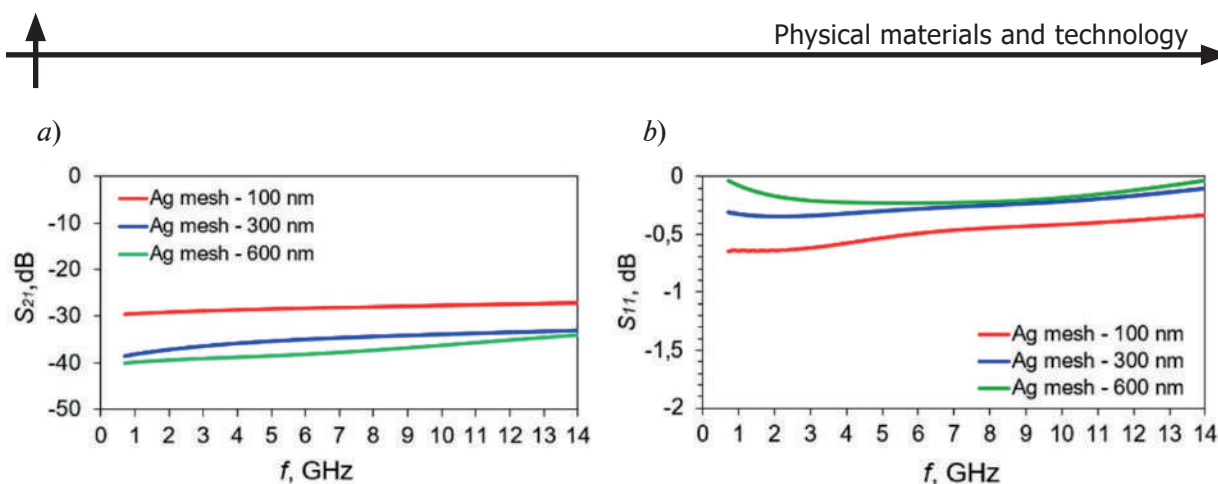 Physical materials and technology
a)
0
-10
-20
-30
-40
-50
S21,dB
Ag mesh - 100 nm
Ag mesh - 300 nm
Ag mesh - 600 nm
0 1 2 3 4 5 6 7 8 9 10 11 12 13 14
f, GHz
b)
0
-0,5
-1
-1,5
-2
S11, dB
Ag mesh - 100 nm
Ag mesh - 300 nm
Ag mesh - 600 nm
0 1 2 3 4 5 6 7 8 9 10 11 12 13 14
f, GHz